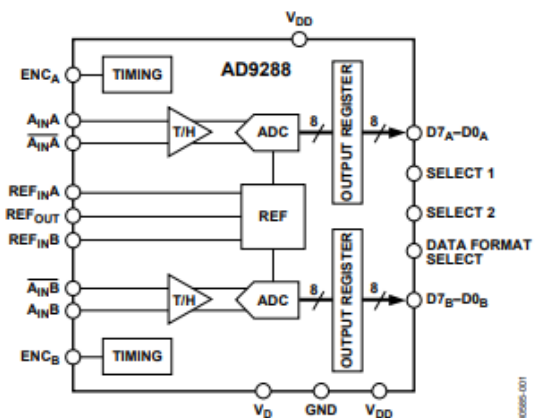 VDD
ENCA
TIMING
AD9288
AINA
AINA
T/H
ADC
8
OUTPUT REGISTER
8
D7A–D0A
SELECT 1
REFINA
REFOUT
REFINB
REF
SELECT 2
DATA FORMAT
SELECT
AINB
AINB
T/H
ADC
8
OUTPUT REGISTER
8
D7B–D0B
ENCB
TIMING
VD
GND
VDD